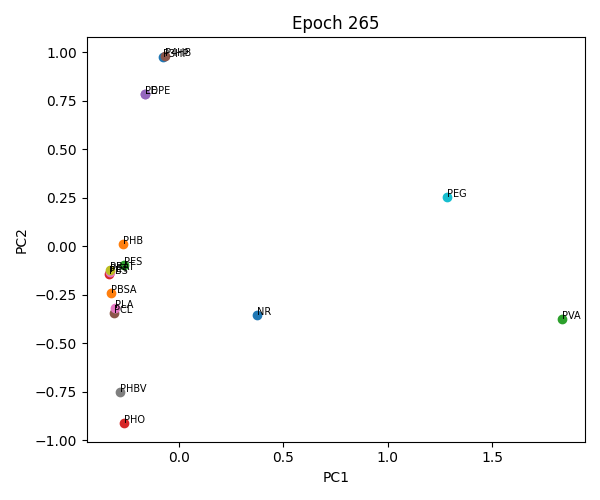 Epoch 265
1.00
0.75
0.50
0.25
0.00
−0.25
−0.50
−0.75
−1.00
PC2
0.0
0.5
1.0
1.5
PC1
P4HB
LDPE
PEG
PHB
PES
PBSA
PLA
PCL
NR
PVA
PHBV
PHO